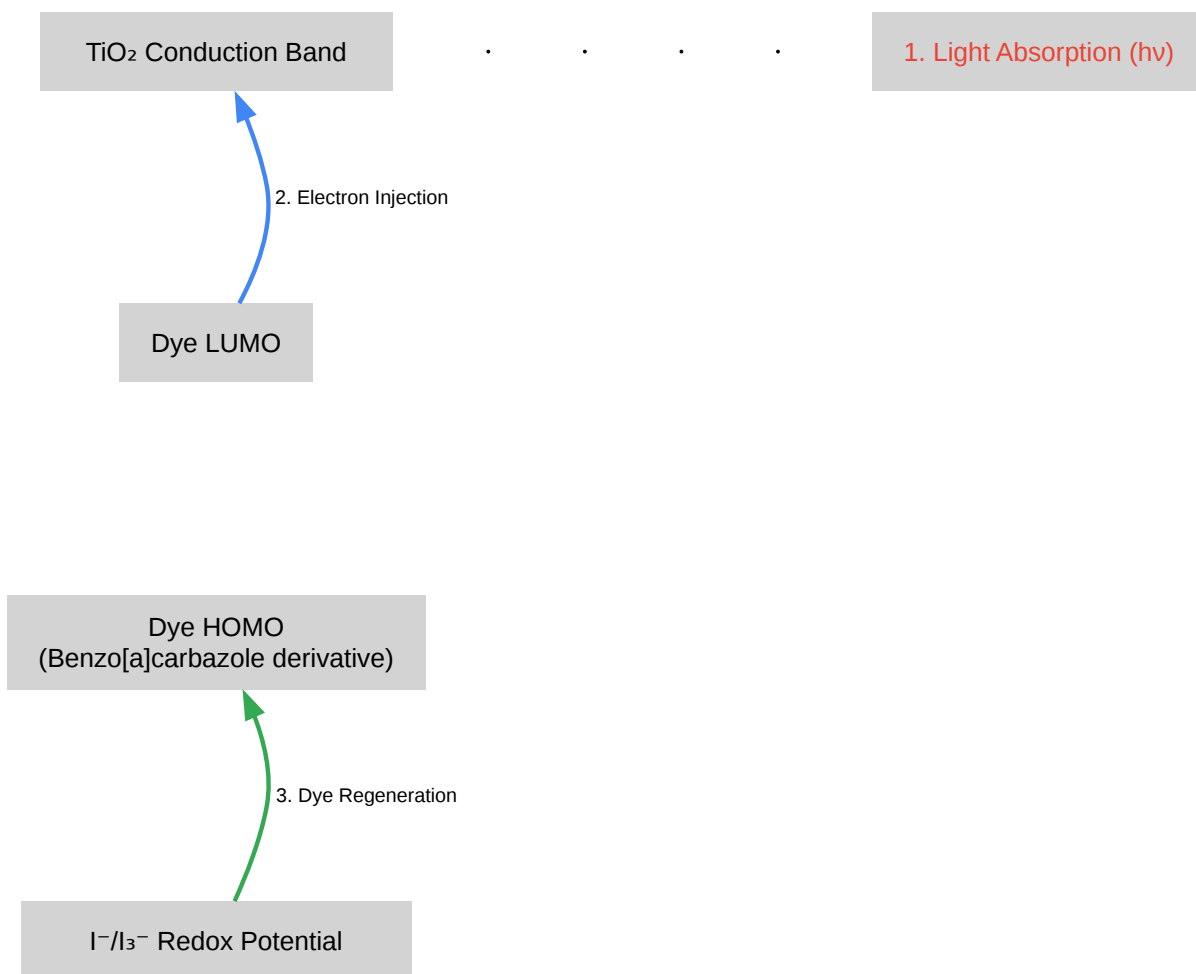 TiO₂ Conduction Band
1. Light Absorption (hν)
2. Electron Injection
Dye LUMO
Dye HOMO
(Benzo[a]carbazole derivative)
3. Dye Regeneration
I⁻/I₃⁻ Redox Potential